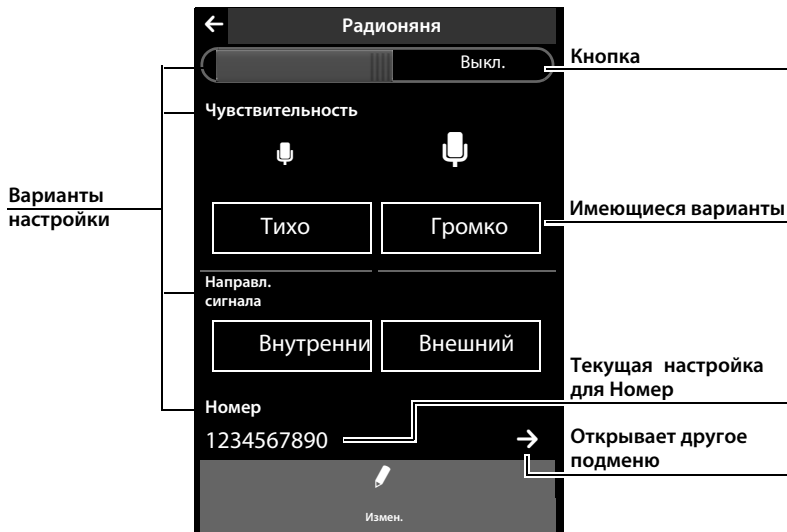 Радионяня
Выкл.
Кнопка
Чувствительность
Варианты
настройки
Тихо
Громко
Имеющиеся варианты
Направл.
сигнала
Внутренни
Внешний
Текущая настройка
для Номер
Номер
1234567890
Открывает другое
подменю
Измен.